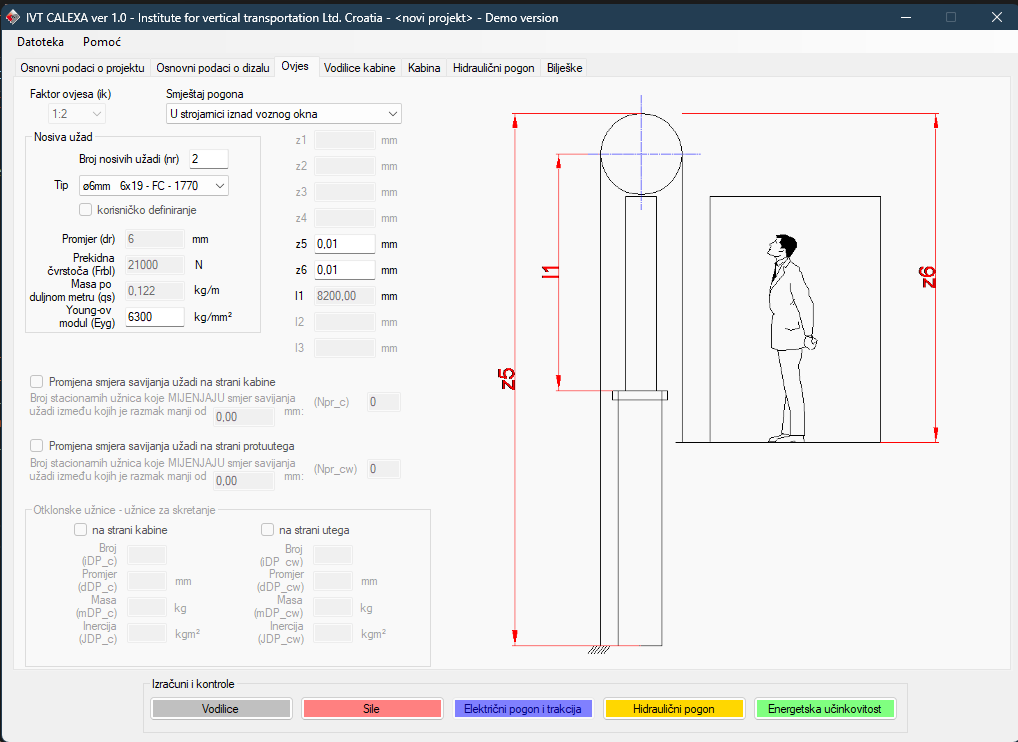 IVT CALEXA ver 1.0 - Institute for vertical transportation Ltd. Croatia - <novi projekt> - Demo version
Datoteka Pomoć
Osnovni podaci o projektu Osnovni podaci o dizalu Ovjes Vodilice kabine Kabina Hidraulični pogon Bilješke
Faktor ovjesa (ik)
1:2
Smještaj pogona
U strojarnici iznad voznog okna
Nosiva užad
Broj nosivih užadi (nr) 2
Tip ø6mm 6x19 - FC - 1770
korisničko definiranje
Promjer (dr) 6 mm
Prekidna
čvrstoča (Frbl) 21000 N
Masa po
duljnom metru (qs) 0,122 kg/m
Young-ov
modul (Eyg) 6300 kg/mm²
z1 mm
z2 mm
z3 mm
z4 mm
z5 0,01 mm
z6 0,01 mm
l1 8200,00 mm
l2 mm
l3 mm
Promjena smjera savijanja užadi na strani kabine
Broj stacionarnih užnica koje MIJENJAJU smjer savijanja
užadi između kojih je razmak manji od 0,00 mm: (Npr_c) 0
Promjena smjera savijanja užadi na strani protuutega
Broj stacionarnih užnica koje MIJENJAJU smjer savijanja
užadi između kojih je razmak manji od 0,00 mm: (Npr_cw) 0
Otklonske užnice - užnice za skretanje
na strani kabine
Broj
(iDP_c)
Promjer
(dDP_c) mm
Masa
(mDP_c) kg
Inercija
(JDP_c) kgm²
na strani utega
Broj
(iDP_cw)
Promjer
(dDP_cw) mm
Masa
(mDP_cw) kg
Inercija
(JDP_cw) kgm²
l1
z5
z6
Izračuni i kontrole
Vodilice Sile Električni pogon i trakcija Hidraulični pogon Energetska učinkovitost